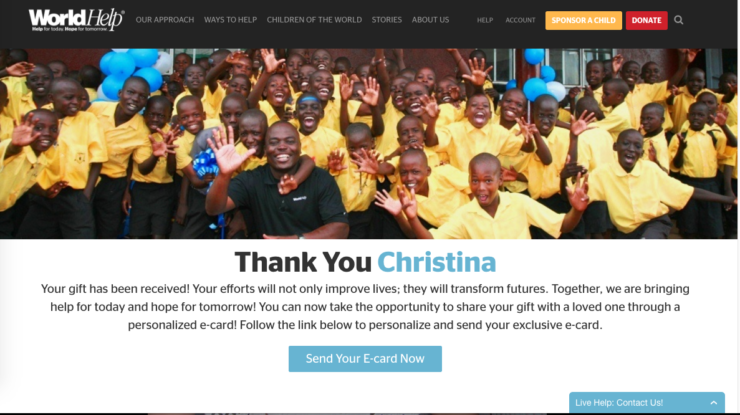 World Help®
Help for today. Hope for tomorrow.
OUR APPROACH WAYS TO HELP CHILDREN OF THE WORLD STORIES ABOUT US HELP ACCOUNT SPONSOR A CHILD DONATE
Thank You Christina
Your gift has been received! Your efforts will not only improve lives; they will transform futures. Together, we are bringing
help for today and hope for tomorrow! You can now take the opportunity to share your gift with a loved one through a
personalized e-card! Follow the link below to personalize and send your exclusive e-card.
Send Your E-card Now
Live Help: Contact Us!